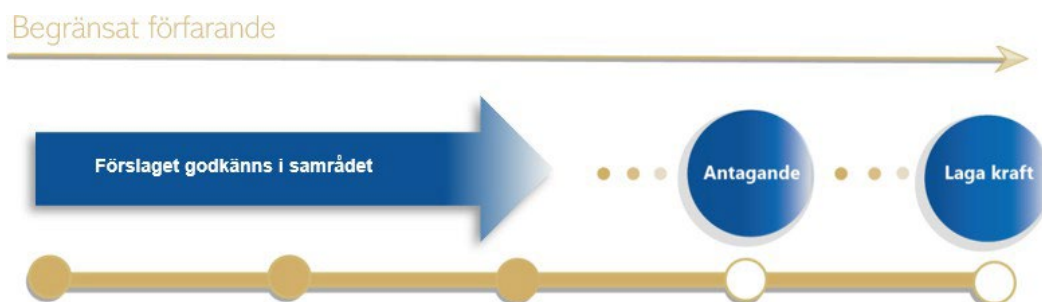 Begränsat förfarande
Förslaget godkänns i samrådet
Antagande
Laga kraft